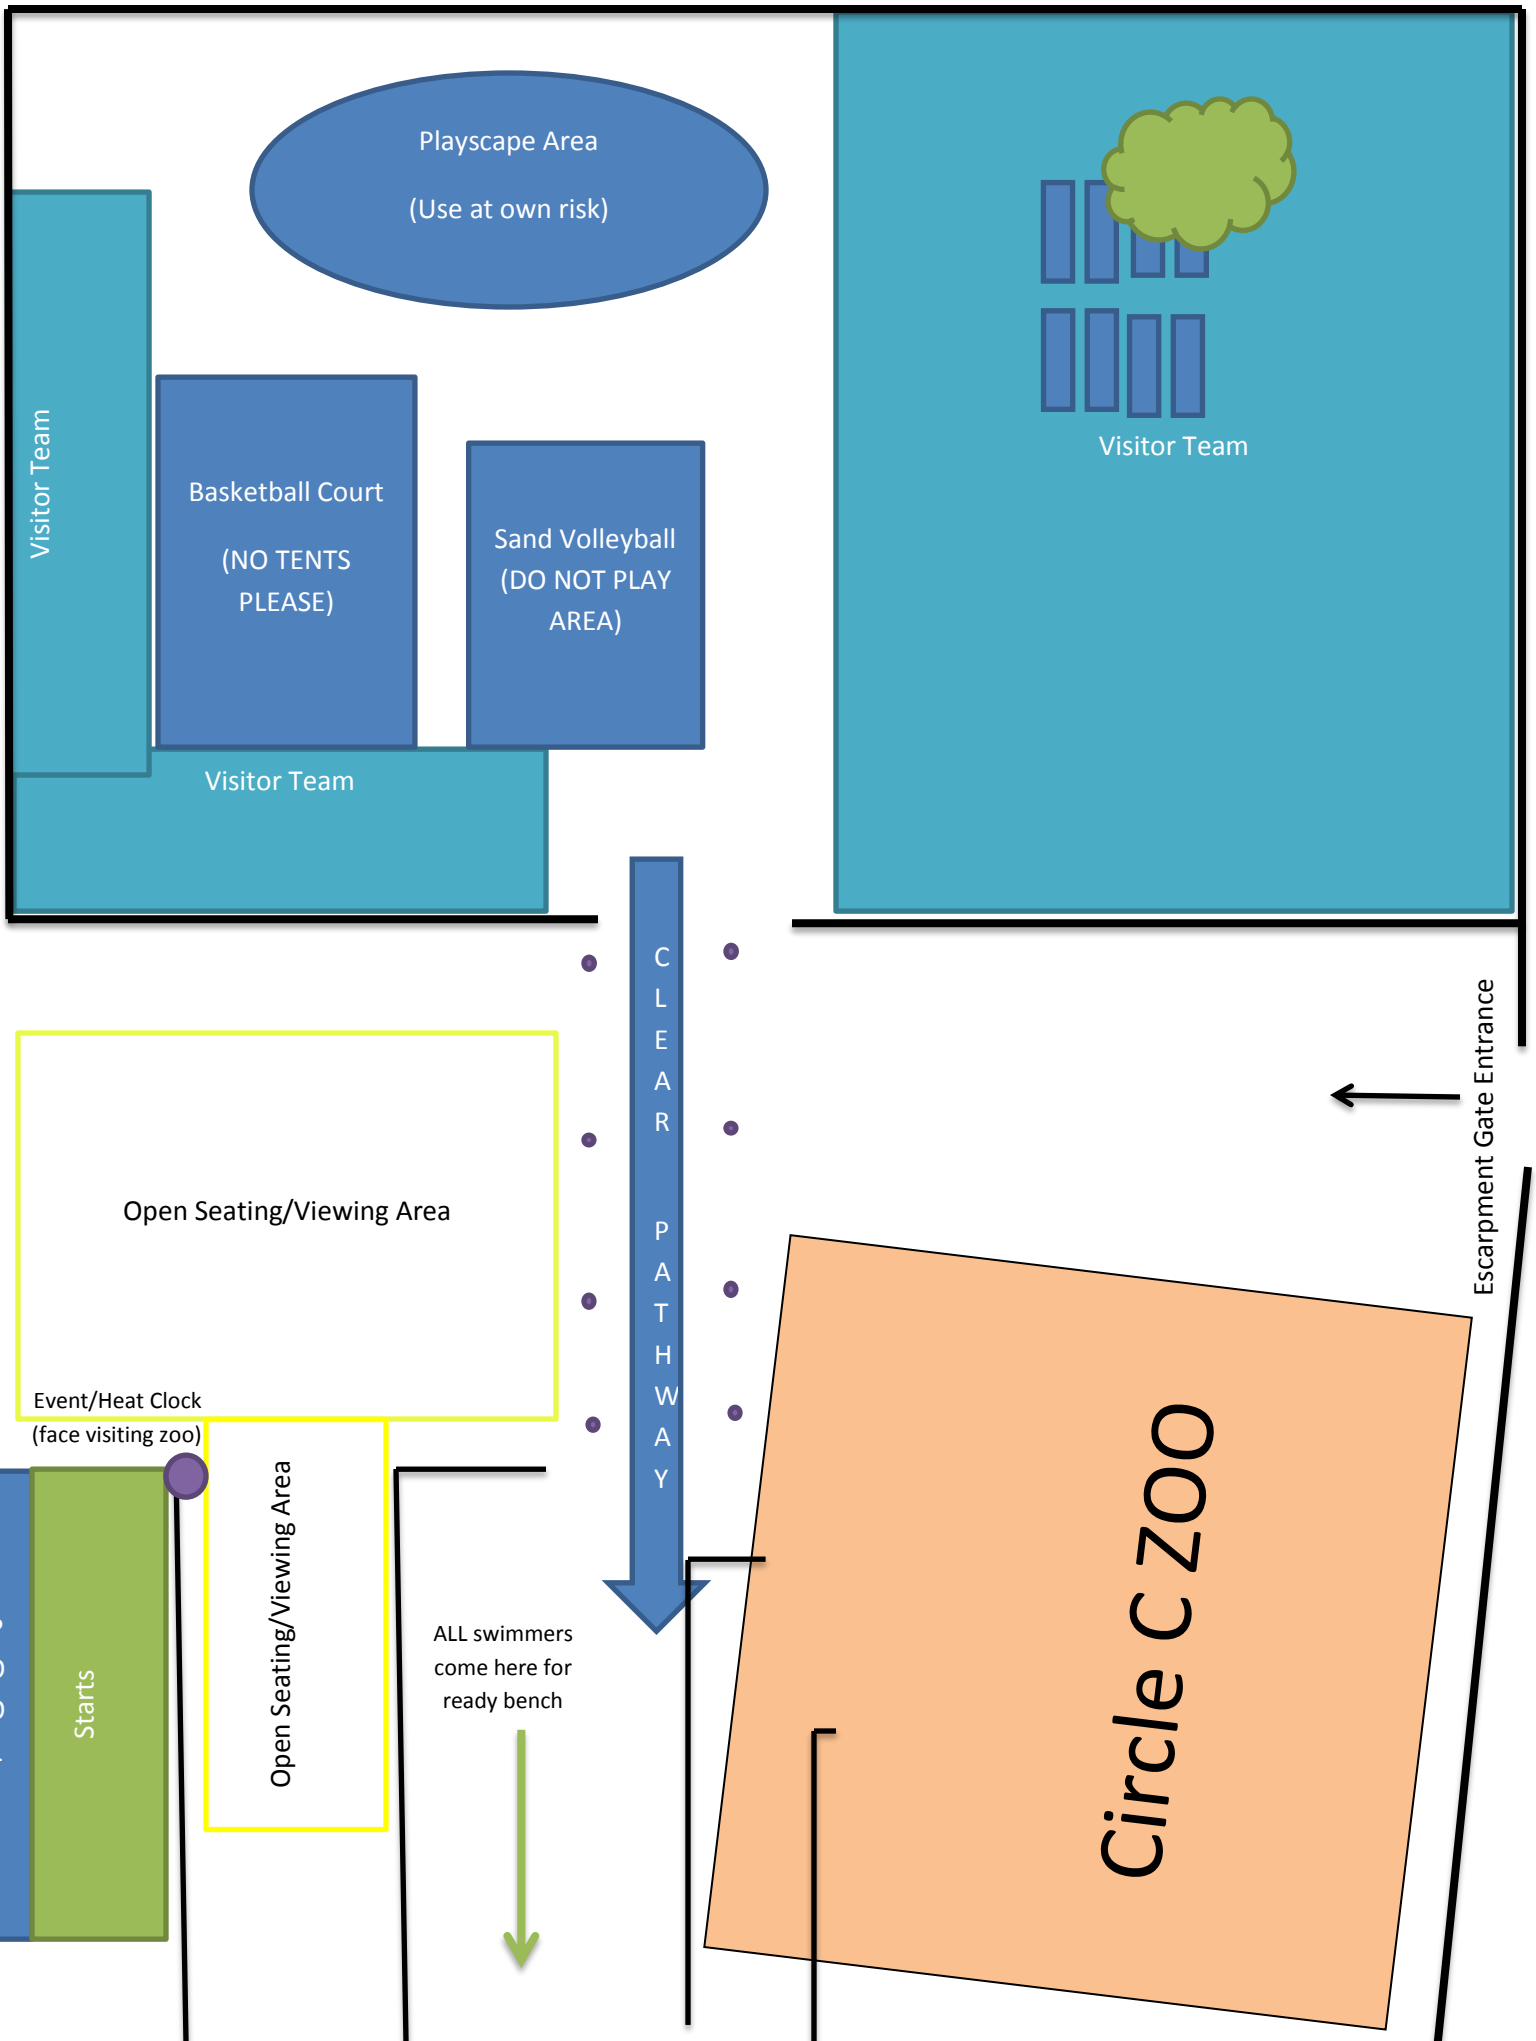 Playscape Area
(Use at own risk)
Visitor Team
Visitor Team
Basketball Court
(NO TENTS
PLEASE)
Sand Volleyball
(DO NOT PLAY
AREA)
Visitor Team
CLEAR PATHWAY
Escarpment Gate Entrance
Open Seating/Viewing Area
Event/Heat Clock
(face visiting zoo)
Open Seating/Viewing Area
Starts
ALL swimmers
come here for
ready bench
Circle C ZOO